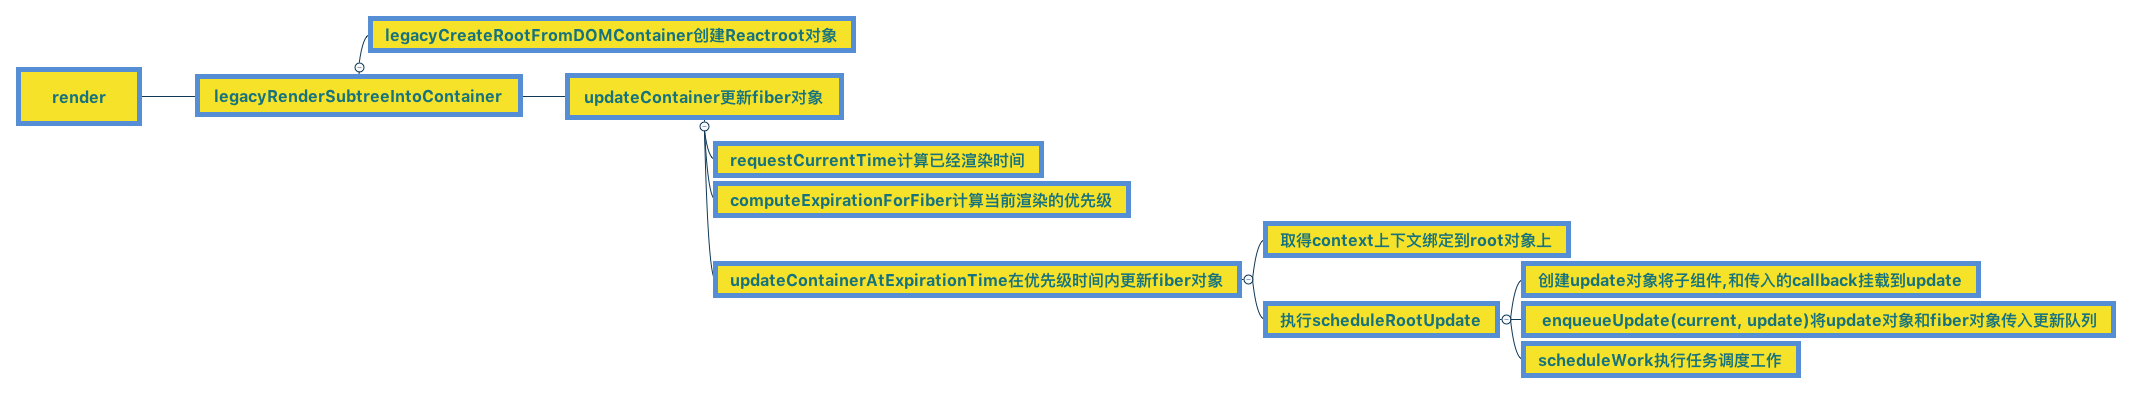 legacyCreateRootFromDOMContainer创建Reactroot对象
render
legacyRenderSubtreeIntoContainer
updateContainer更新fiber对象
requestCurrentTime计算已经渲染时间
computeExpirationForFiber计算当前渲染的优先级
updateContainerAtExpirationTime在优先级时间内更新fiber对象
取得context上下文绑定到root对象上
执行scheduleRootUpdate
创建update对象将子组件,和传入的callback挂载到update
enqueueUpdate(current, update)将update对象和fiber对象传入更新队列
scheduleWork执行任务调度工作